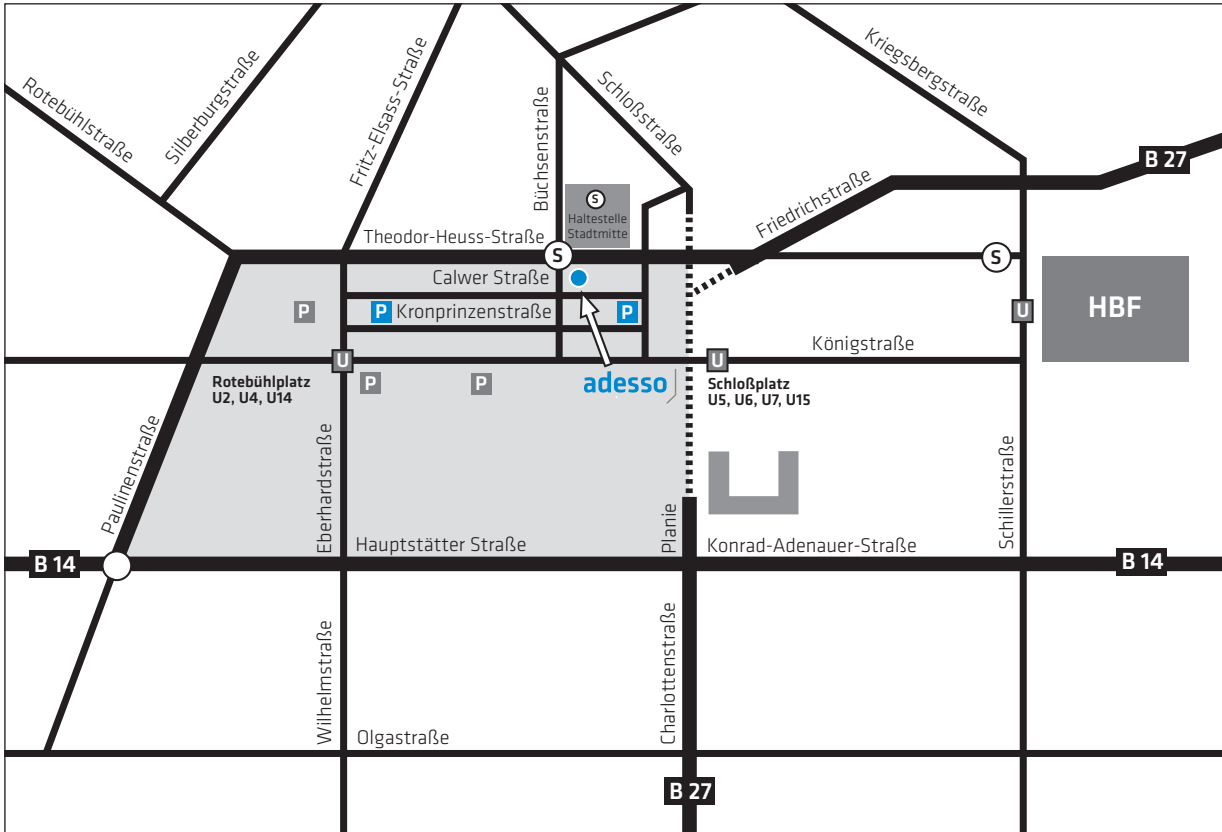 Kriegsbergstraße
Rotebühlstraße
Silberburgstraße
Fritz-Elsass-Straße
Büchsenstraße
Schloßstraße
B 27
S
Haltestelle
Stadtmitte
Friedrichstraße
Theodor-Heuss-Straße
S
S
Calwer Straße
P
P
Kronprinzenstraße
P
U
HBF
Königstraße
U
U
Rotebühlplatz
U2, U4, U14
P
P
adesso
Schloßplatz
U5, U6, U7, U15
Paulinenstraße
Eberhardstraße
Planie
Schillerstraße
Hauptstätter Straße
Konrad-Adenauer-Straße
B 14
B 14
Wilhelmstraße
Charlottenstraße
Olgastraße
B 27